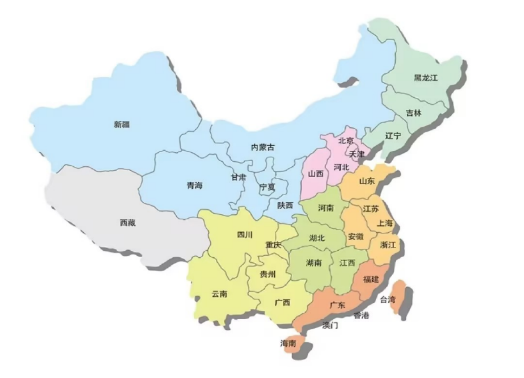 黑龙江
吉林
辽宁
新疆
内蒙古
北京
天津
河北
山西
山东
甘肃
宁夏
青海
陕西
河南
江苏
上海
西藏
四川
重庆
湖北
安徽
浙江
湖南
江西
贵州
福建
云南
广西
广东
台湾
香港
澳门
海南